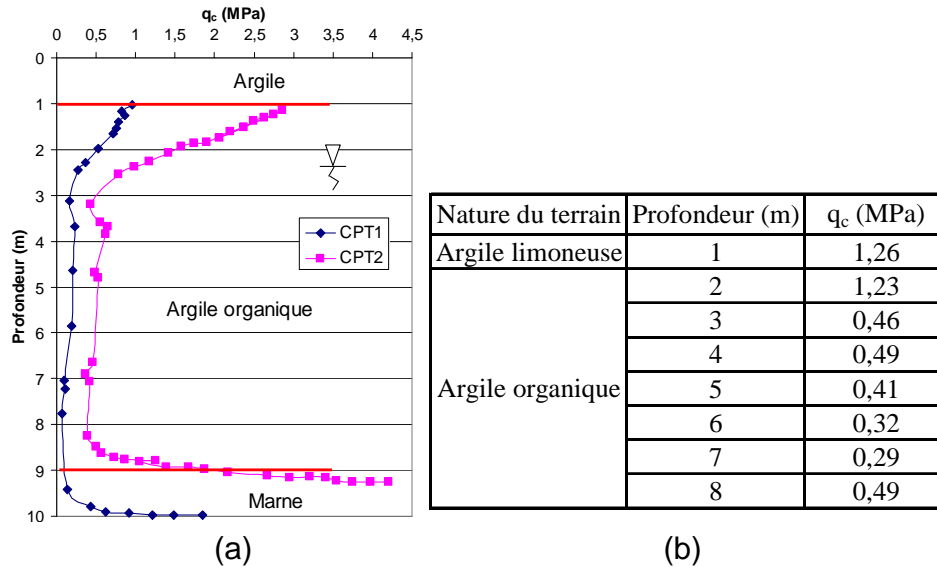 q_c (MPa)
0 0,5 1 1,5 2 2,5 3 3,5 4 4,5
0
1
2
3
4
5
6
7
8
9
10
Profondeur (m)
Argile
CPT1
CPT2
Argile organique
Marne
(a)
Nature du terrain Profondeur (m) q_c (MPa)
Argile limoneuse 1 1,26
Argile organique
2 1,23
3 0,46
4 0,49
5 0,41
6 0,32
7 0,29
8 0,49
(b)